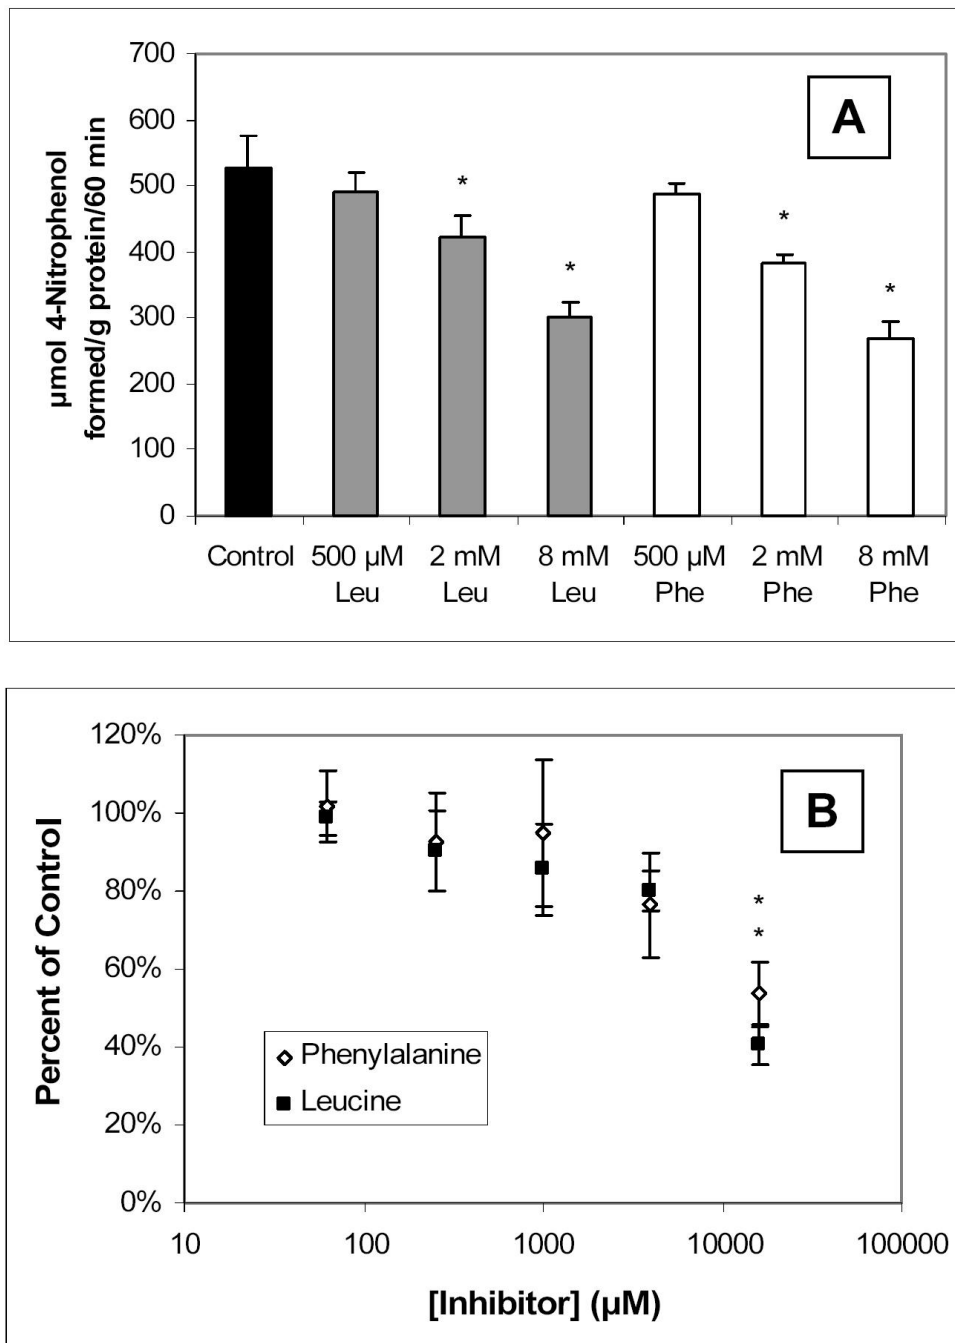 µmol 4-Nitrophenol
formed/g protein/60 min
700
600
500
400
300
200
100
0
A
*
*
*
*
Control 500 µM 2 mM 8 mM 500 µM 2 mM 8 mM
Leu Leu Leu Phe Phe Phe
Percent of Control
120%
100%
80%
60%
40%
20%
0%
B
*
*
Phenylalanine
Leucine
10 100 1000 10000 100000
[Inhibitor] (µM)